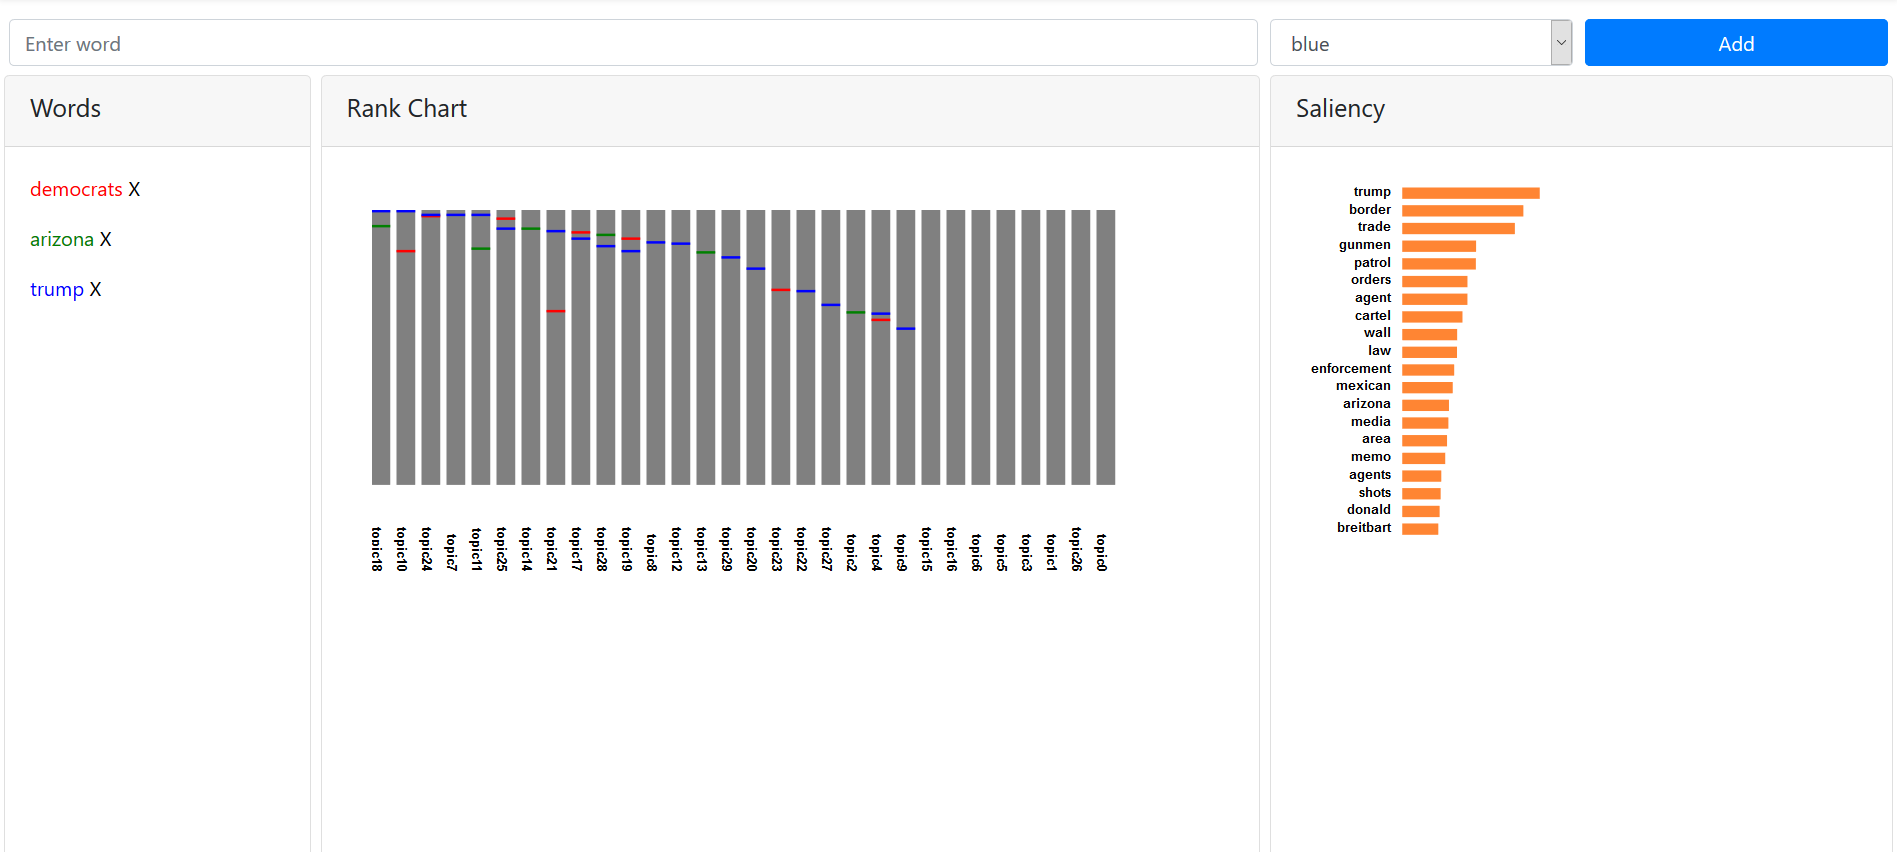 Enter word
blue
Add
Words
Rank Chart
Saliency
democrats X
arizona X
trump X
topic18
topic10
topic24
topic7
topic11
topic25
topic14
topic21
topic17
topic28
topic19
topic8
topic12
topic13
topic29
topic20
topic23
topic22
topic27
topic2
topic4
topic9
topic15
topic16
topic6
topic5
topic3
topic1
topic26
topic0
trump
border
trade
gunmen
patrol
orders
agent
cartel
wall
law
enforcement
mexican
arizona
media
area
memo
agents
shots
donald
breitbart